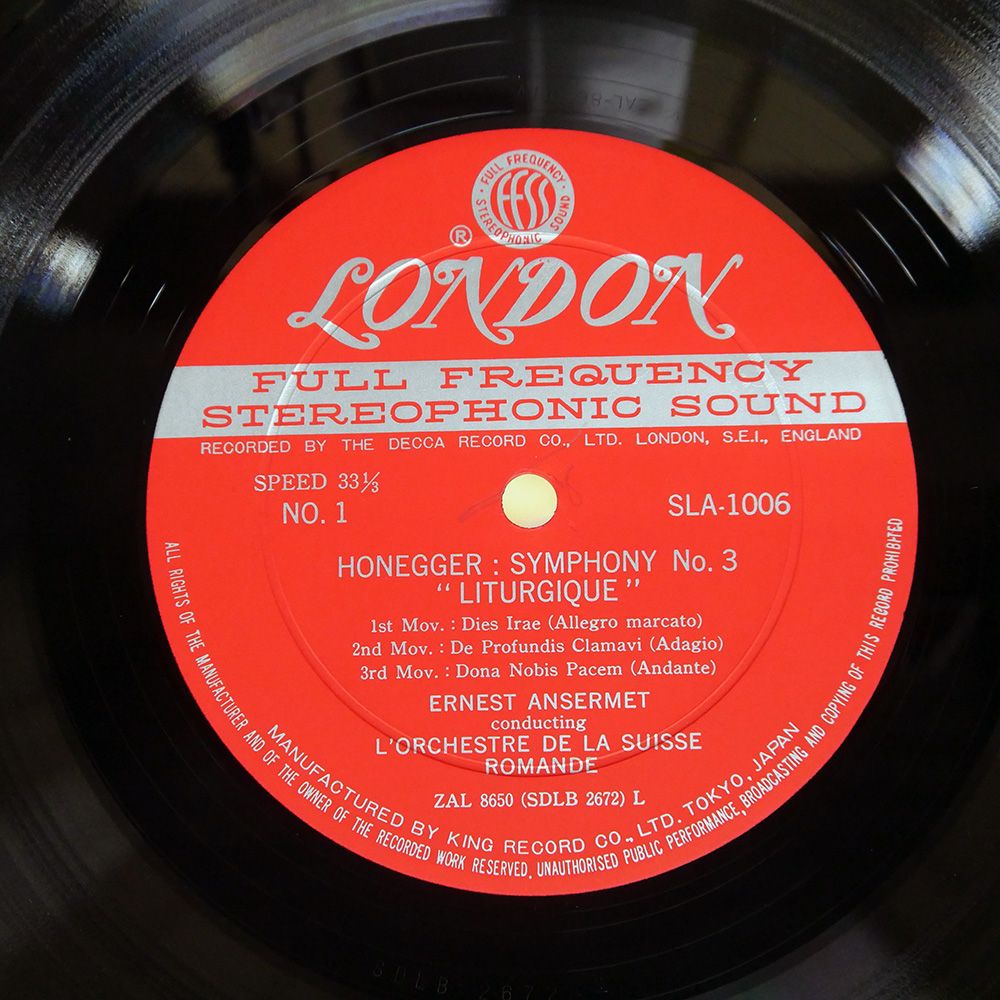 FULL FREQUENCY
FFSS
STEREOPHONIC SOUND
®
LONDON
FULL FREQUENCY
STEREOPHONIC SOUND
RECORDED BY THE DECCA RECORD CO., LTD. LONDON, S.E.I., ENGLAND
SPEED 33⅓
NO. 1
SLA-1006
HONEGGER : SYMPHONY No. 3
"LITURGIQUE"
1st Mov. : Dies Irae (Allegro marcato)
2nd Mov. : De Profundis Clamavi (Adagio)
3rd Mov. : Dona Nobis Pacem (Andante)
ERNEST ANSERMET
conducting
L'ORCHESTRE DE LA SUISSE
ROMANDE
ZAL 8650 (SDLB 2672) L
MANUFACTURED BY KING RECORD CO., LTD. TOKYO, JAPAN
ALL RIGHTS OF THE MANUFACTURER AND OF THE OWNER OF THE RECORDED WORK RESERVED, UNAUTHORISED PUBLIC PERFORMANCE, BROADCASTING AND COPYING OF THIS RECORD PROHIBITED